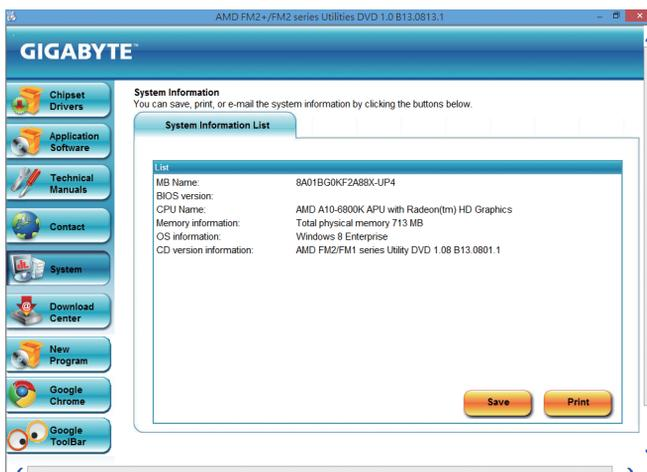 AMD FM2+/FM2 series Utilities DVD 1.0 B13.0813.1
GIGABYTE™
Chipset
Drivers
Application
Software
Technical
Manuals
Contact
System
Download
Center
New
Program
Google
Chrome
Google
ToolBar
System Information
You can save, print, or e-mail the system information by clicking the buttons below.
System Information List
List
MB Name: 8A01BG0KF2A88X-UP4
BIOS version:
CPU Name: AMD A10-6800K APU with Radeon(tm) HD Graphics
Memory information: Total physical memory 713 MB
OS information: Windows 8 Enterprise
CD version information: AMD FM2/FM1 series Utility DVD 1.08 B13.0801.1
Save Print